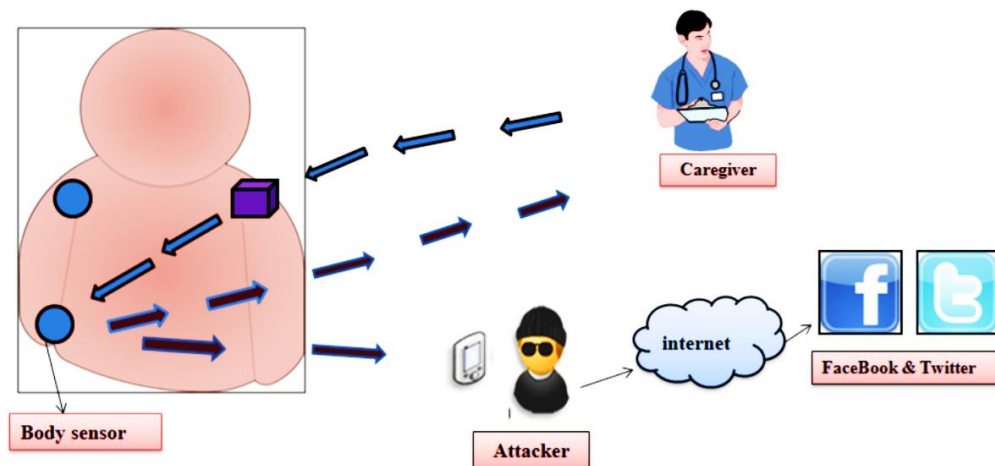 Caregiver
internet
FaceBook & Twitter
Body sensor
Attacker